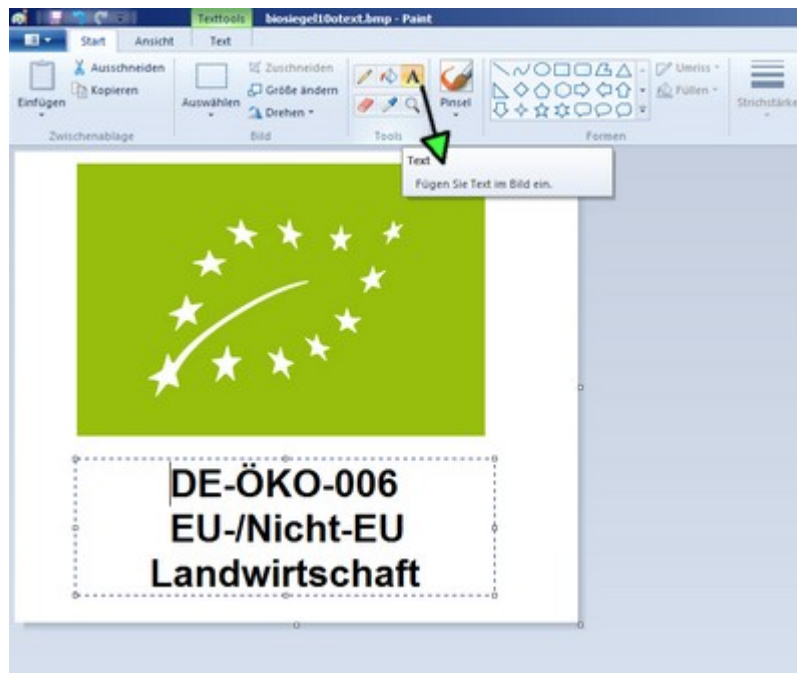 Texttools biosiegel10otext.bmp - Paint
Start Ansicht Text
Einfügen
Ausschneiden
Kopieren
Zwischenablage
Auswählen
Zuschneiden
Größe ändern
Drehen
Bild
A
Tools
Pinsel
Formen
Umriss
Füllen
Strichstärke
Text
Fügen Sie Text im Bild ein.
DE-ÖKO-006
EU-/Nicht-EU
Landwirtschaft